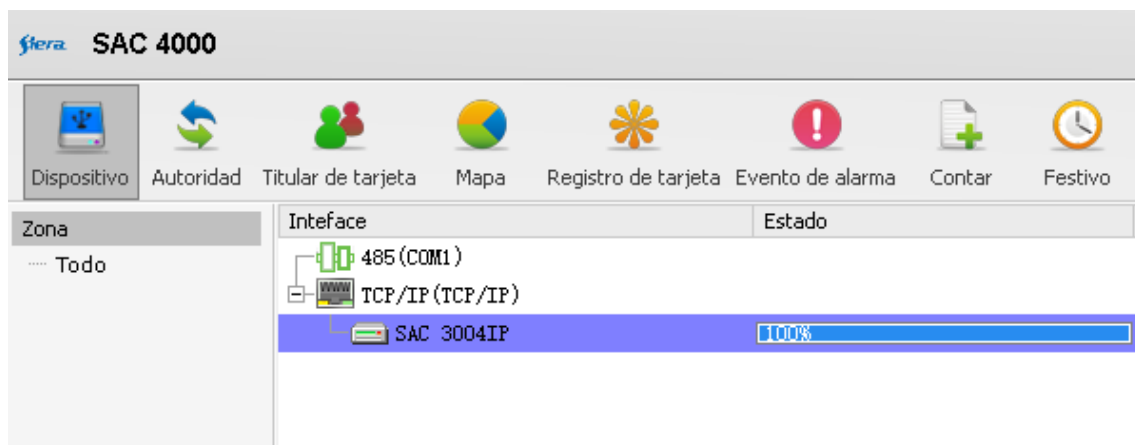 fiera SAC 4000
Dispositivo Autoridad Titular de tarjeta Mapa Registro de tarjeta Evento de alarma Contar Festivo
Zona Inteface Estado
Todo 485(COM1)
TCP/IP(TCP/IP)
SAC 3004IP 100%